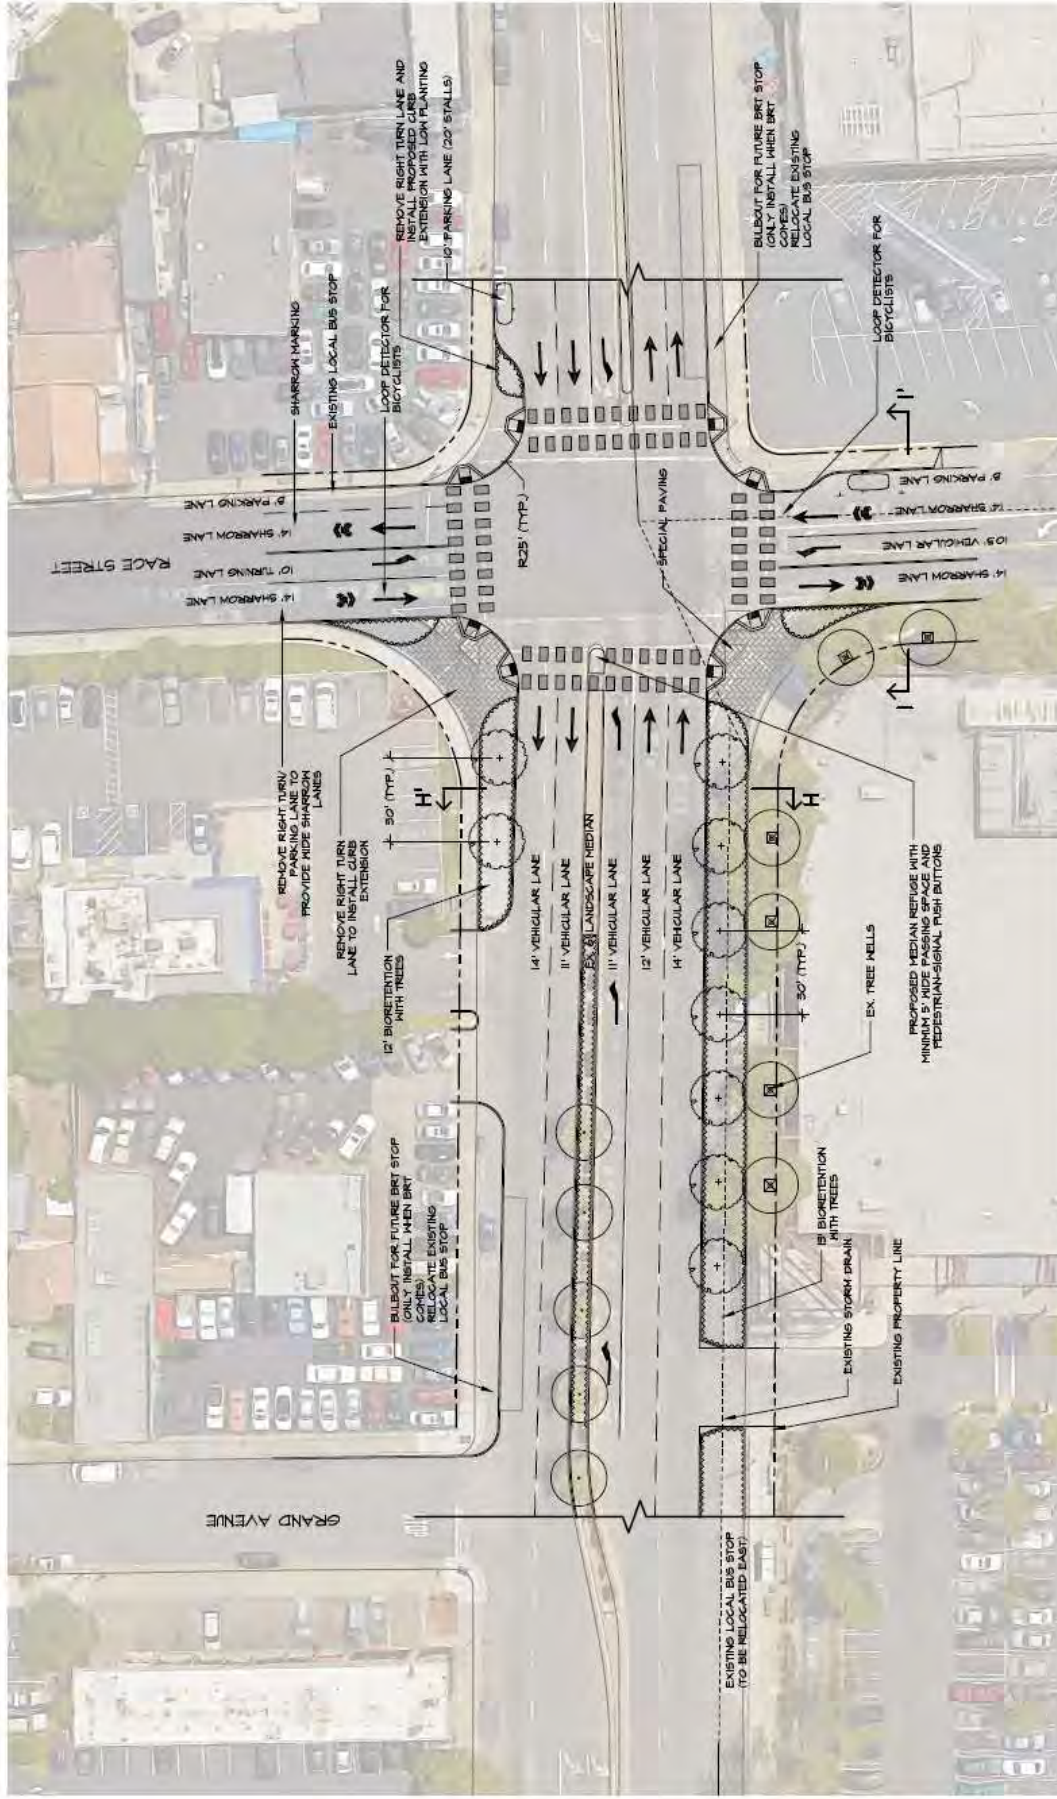 RACE STREET
8' PARKING LANE
14' SHARROW LANE
10' TURNING LANE
14' SHARROW LANE
SHARROW MARKING
EXISTING LOCAL BUS STOP
LOOP DETECTOR FOR
BICYCLISTS
REMOVE RIGHT TURN LANE AND
INSTALL PROPOSED CURB
EXTENSION WITH LOW PLANTING
10' PARKING LANE (20' STALLS)
REMOVE RIGHT TURN/
PARKING LANE TO
PROVIDE WIDE SHARROW
LANES
REMOVE RIGHT TURN
LANE TO INSTALL CURB
EXTENSION
12' BIORETENTION
WITH TREES
30' (TYP.)
H'
R25' (TYP.)
BULBOUT FOR FUTURE BRT STOP
(ONLY INSTALL WHEN BRT
COMES)
RELOCATE EXISTING
LOCAL BUS STOP
GRAND AVENUE
14' VEHICULAR LANE
11' VEHICULAR LANE
LANDSCAPE MEDIAN
11' VEHICULAR LANE
12' VEHICULAR LANE
14' VEHICULAR LANE
SPECIAL PAVING
BULBOUT FOR FUTURE BRT STOP
(ONLY INSTALL WHEN BRT
COMES)
RELOCATE EXISTING
LOCAL BUS STOP
LOOP DETECTOR FOR
BICYCLISTS
I'
8' PARKING LANE
14' SHARROW LANE
10.5' VEHICULAR LANE
14' SHARROW LANE
I
H
30' (TYP.)
EX. TREE WELLS
PROPOSED MEDIAN REFUGE WITH
MINIMUM 5' WIDE PASSING SPACE AND
PEDESTRIAN-SIGNAL PUSH BUTTONS
BIORETENTION
WITH TREES
EXISTING STORM DRAIN
EXISTING PROPERTY LINE
EXISTING LOCAL BUS STOP
(TO BE RELOCATED EAST)